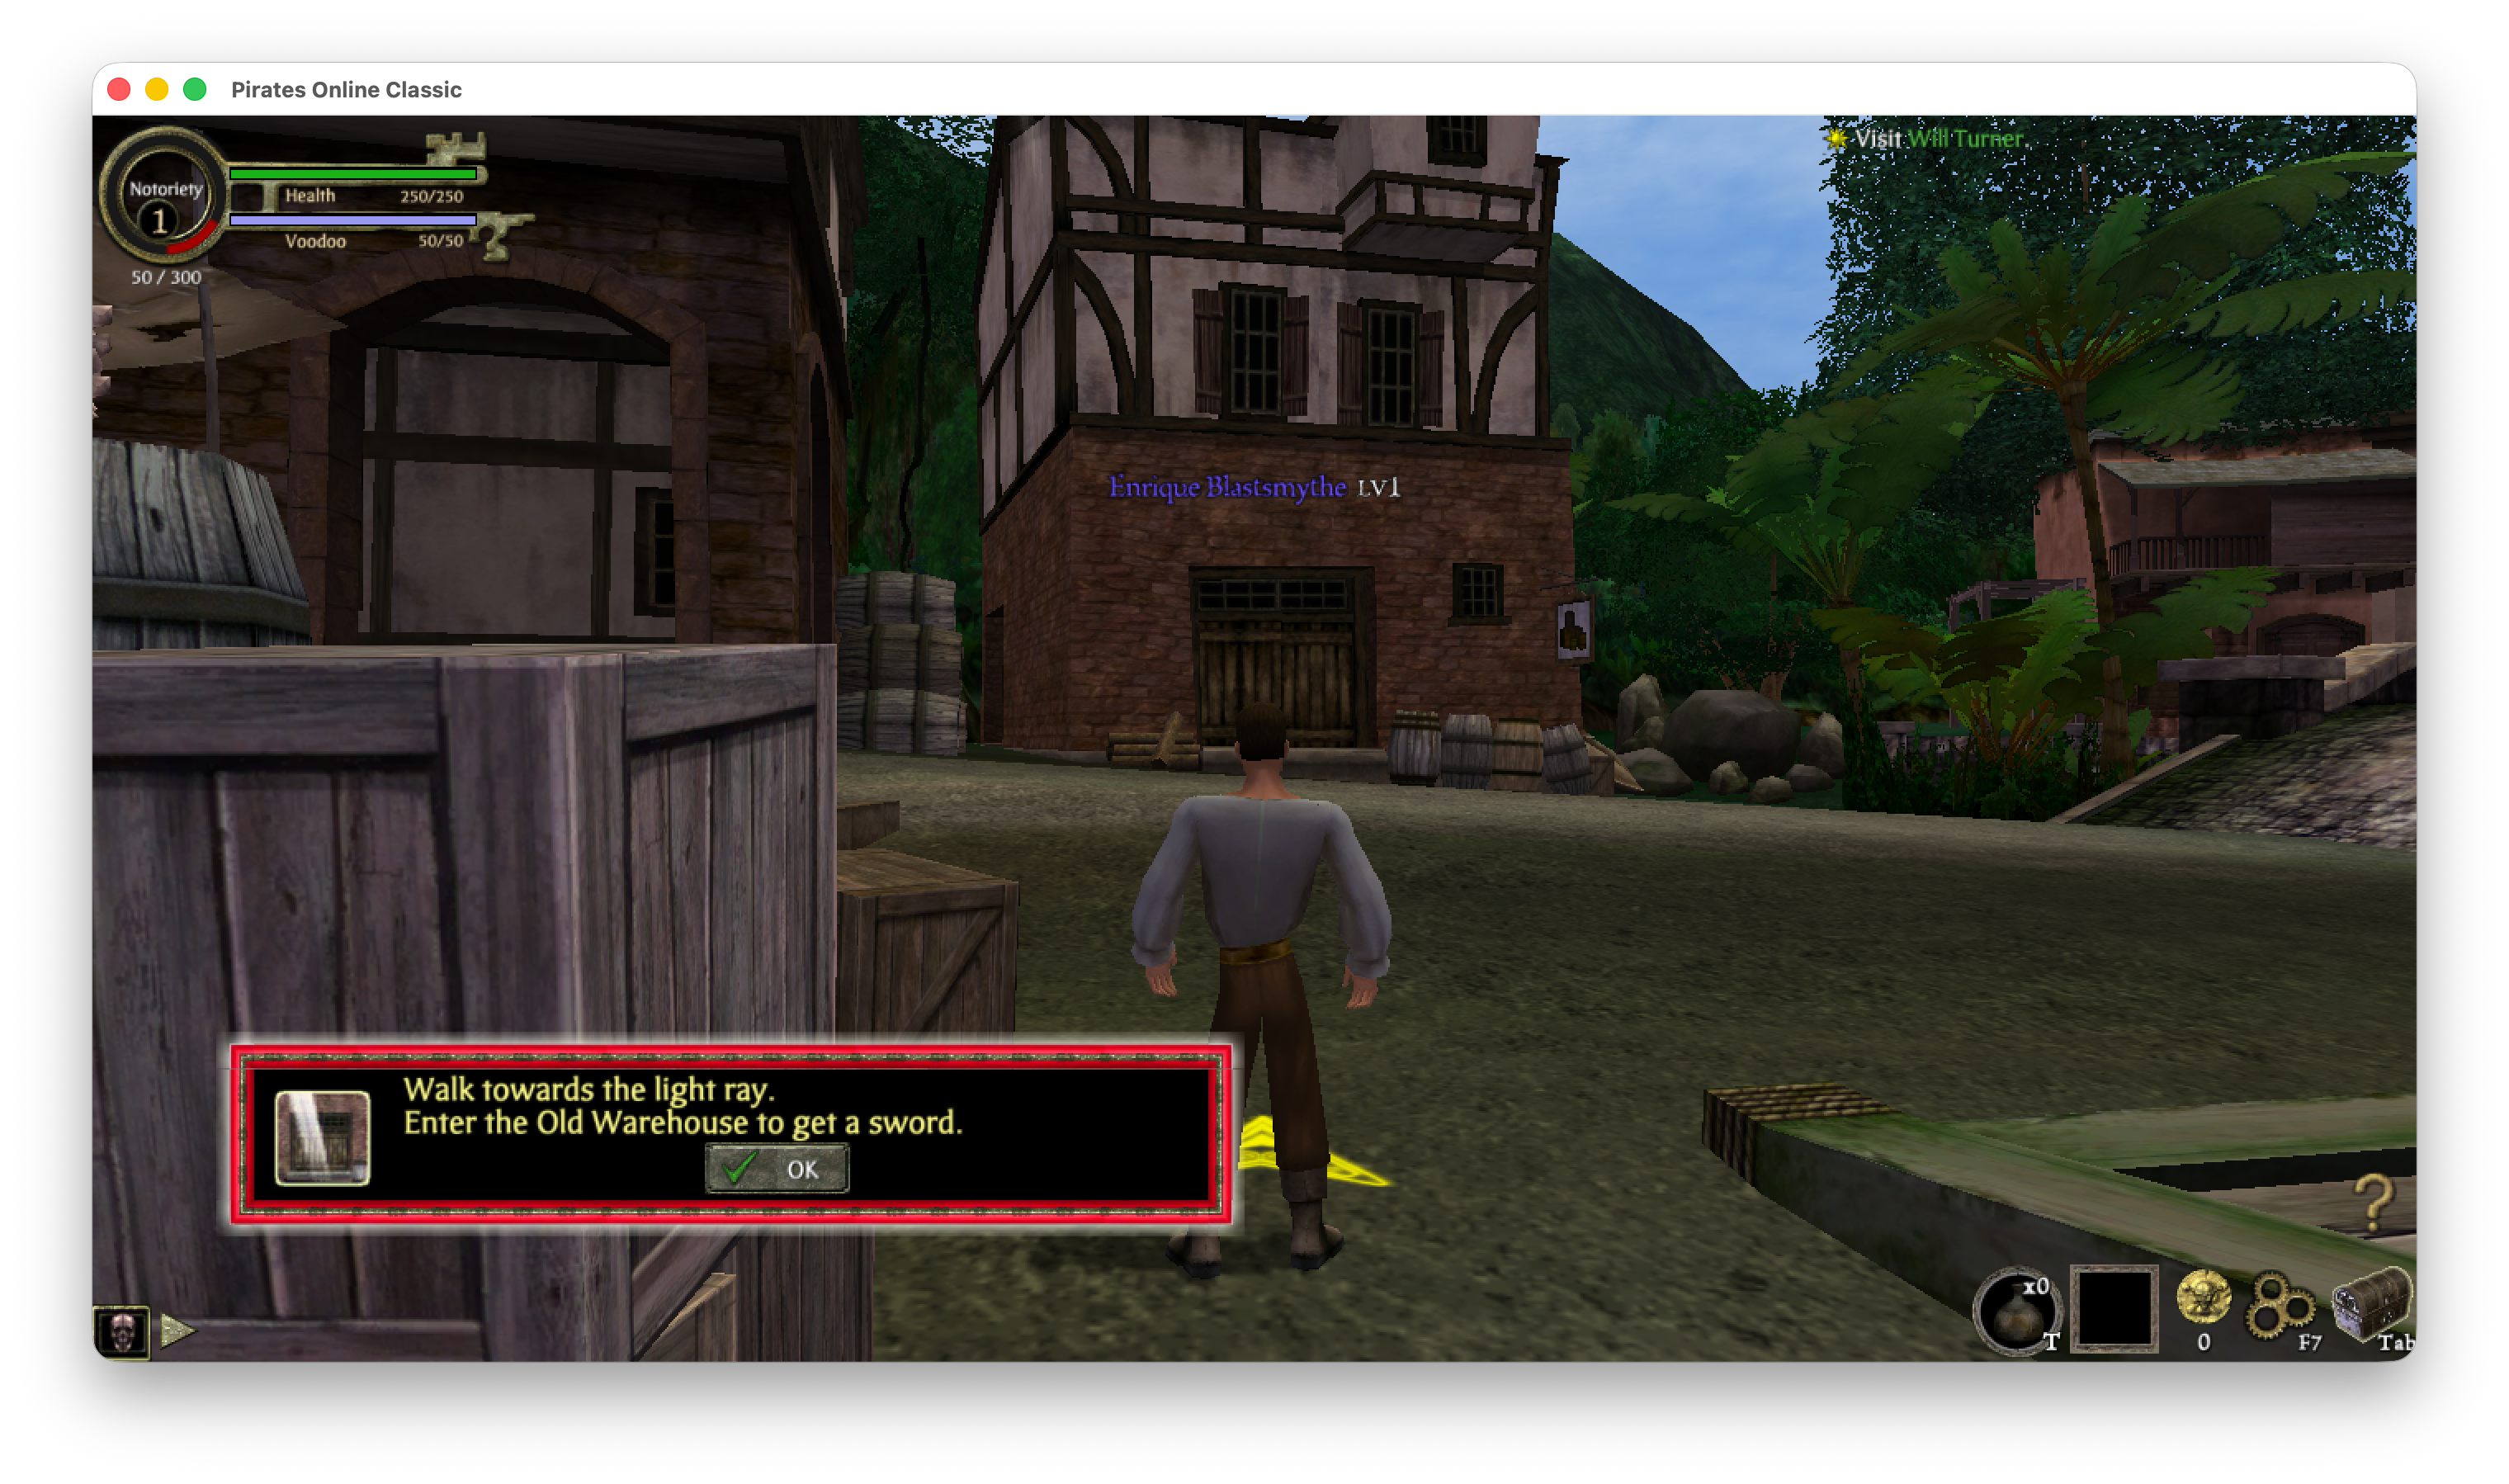 Pirates Online Classic
Notoriety
1
50 / 300
Health 250/250
Voodoo 50/50
Visit Will Turner.
Enrique Blastsmythe LV1
Walk towards the light ray.
Enter the Old Warehouse to get a sword.
OK
?
x0
T
0
F7
Tab